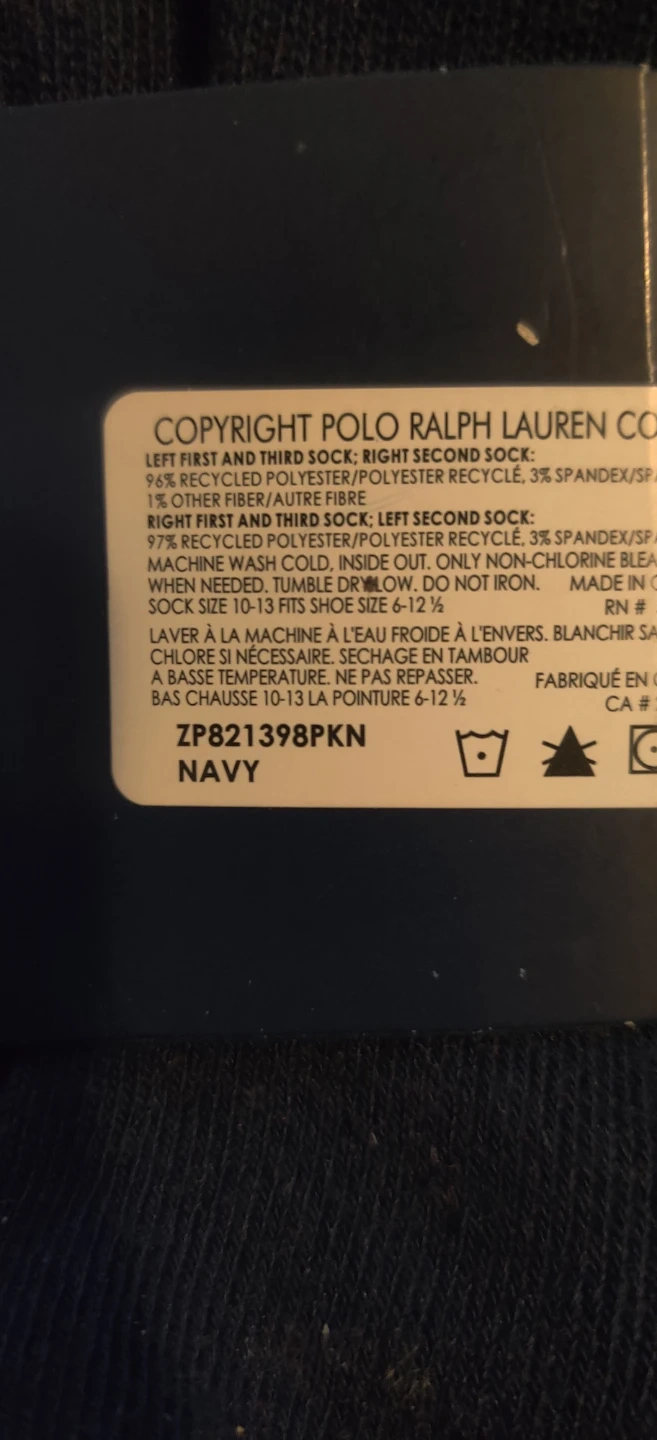 COPYRIGHT POLO RALPH LAUREN CO
LEFT FIRST AND THIRD SOCK; RIGHT SECOND SOCK:
96% RECYCLED POLYESTER/POLYESTER RECYCLÉ, 3% SPANDEX/SP
1% OTHER FIBER/AUTRE FIBRE
RIGHT FIRST AND THIRD SOCK; LEFT SECOND SOCK:
97% RECYCLED POLYESTER/POLYESTER RECYCLÉ, 3% SPANDEX/SPA
MACHINE WASH COLD, INSIDE OUT. ONLY NON-CHLORINE BLEA
WHEN NEEDED. TUMBLE DRY LOW. DO NOT IRON. MADE IN
SOCK SIZE 10-13 FITS SHOE SIZE 6-12 ½ RN #
LAVER À LA MACHINE À L'EAU FROIDE À L'ENVERS. BLANCHIR SA
CHLORE SI NÉCESSAIRE. SECHAGE EN TAMBOUR
A BASSE TEMPERATURE. NE PAS REPASSER. FABRIQUÉ EN
BAS CHAUSSE 10-13 LA POINTURE 6-12 ½ CA #
ZP821398PKN
NAVY